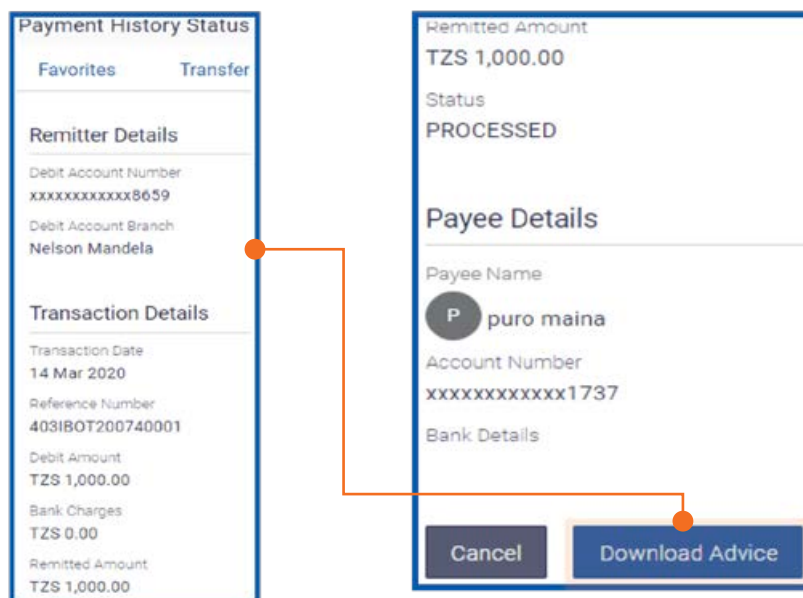 Payment History Status
Favorites Transfer
Remitter Details
Debit Account Number
xxxxxxxxxxxx8659
Debit Account Branch
Nelson Mandela
Transaction Details
Transaction Date
14 Mar 2020
Reference Number
403IBOT200740001
Debit Amount
TZS 1,000.00
Bank Charges
TZS 0.00
Remitted Amount
TZS 1,000.00
Remitted Amount
TZS 1,000.00
Status
PROCESSED
Payee Details
Payee Name
P puro maina
Account Number
xxxxxxxxxxxx1737
Bank Details
Cancel Download Advice